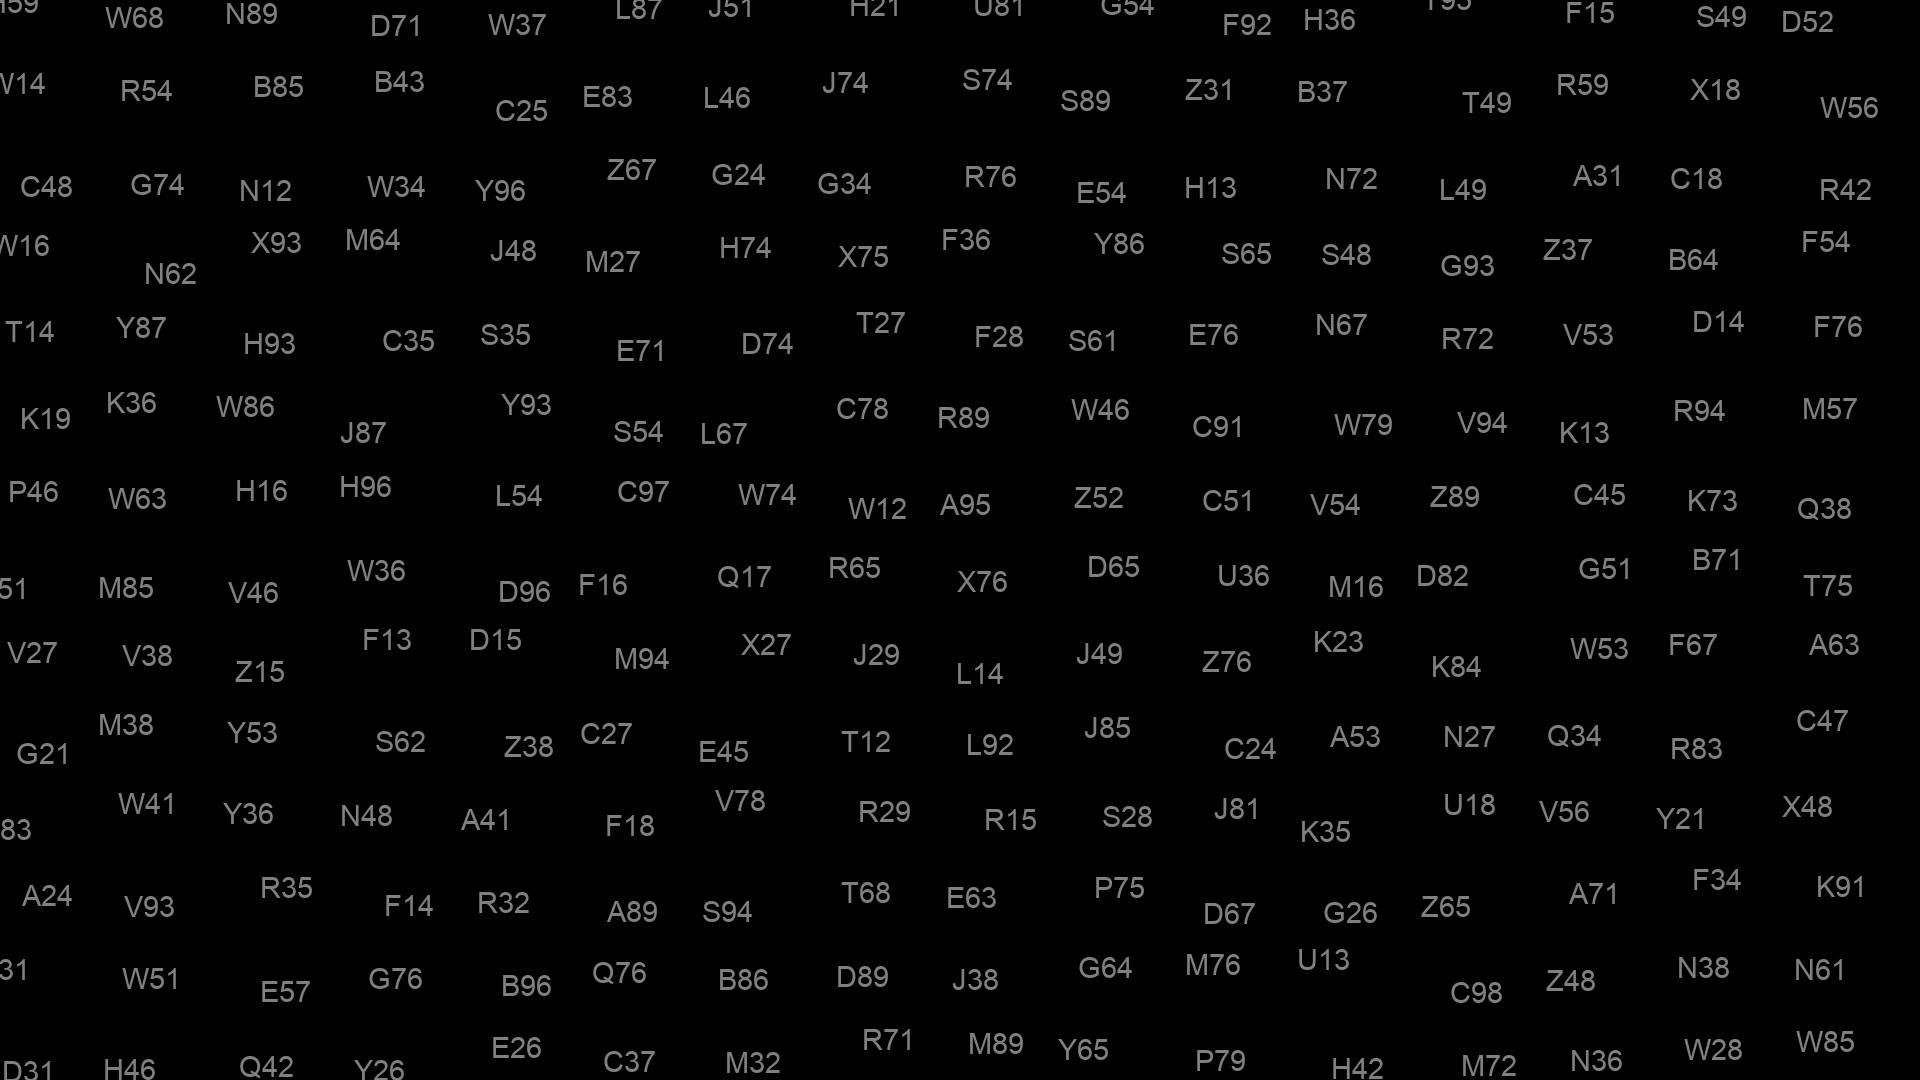 W68 N89 D71 W37 L87 J51 H21 U81 G54 F92 H36 F15 S49 D52
W14 R54 B85 B43 C25 E83 L46 J74 S74 S89 Z31 B37 T49 R59 X18 W56
C48 G74 N12 W34 Y96 Z67 G24 G34 R76 E54 H13 N72 L49 A31 C18 R42
W16 N62 X93 M64 J48 M27 H74 X75 F36 Y86 S65 S48 G93 Z37 B64 F54
T14 Y87 H93 C35 S35 E71 D74 T27 F28 S61 E76 N67 R72 V53 D14 F76
K19 K36 W86 J87 Y93 S54 L67 C78 R89 W46 C91 W79 V94 K13 R94 M57
P46 W63 H16 H96 L54 C97 W74 W12 A95 Z52 C51 V54 Z89 C45 K73 Q38
51 M85 V46 W36 D96 F16 Q17 R65 X76 D65 U36 M16 D82 G51 B71 T75
V27 V38 Z15 F13 D15 M94 X27 J29 L14 J49 Z76 K23 K84 W53 F67 A63
G21 M38 Y53 S62 Z38 C27 E45 T12 L92 J85 C24 A53 N27 Q34 R83 C47
83 W41 Y36 N48 A41 F18 V78 R29 R15 S28 J81 K35 U18 V56 Y21 X48
A24 V93 R35 F14 R32 A89 S94 T68 E63 P75 D67 G26 Z65 A71 F34 K91
31 W51 E57 G76 B96 Q76 B86 D89 J38 G64 M76 U13 C98 Z48 N38 N61
D31 H46 Q42 Y26 E26 C37 M32 R71 M89 Y65 P79 H42 M72 N36 W28 W85